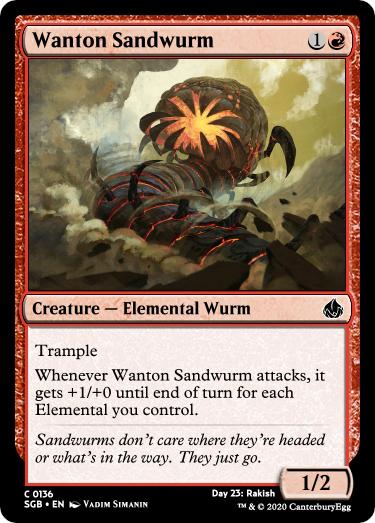 Wanton Sandwurm 1
Creature — Elemental Wurm
Trample
Whenever Wanton Sandwurm attacks, it
gets +1/+0 until end of turn for each
Elemental you control.
Sandwurms don't care where they're headed
or what's in the way. They just go.
1/2
C 0136 Day 23: Rakish
SGB • EN Vadim Simanin ™ & © 2020 CanterburyEgg